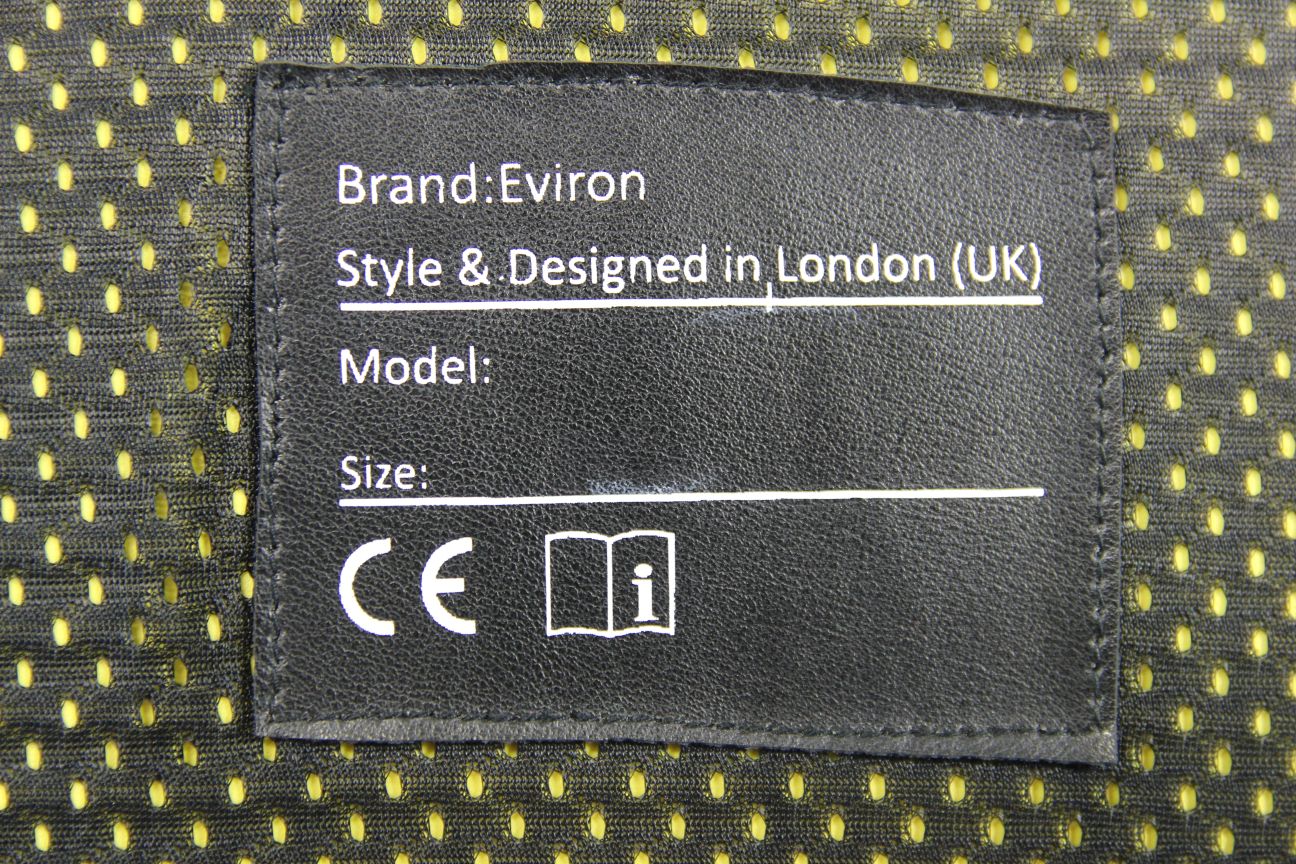 Brand:Eviron
Style & Designed in London (UK)
Model:
Size:
CE i